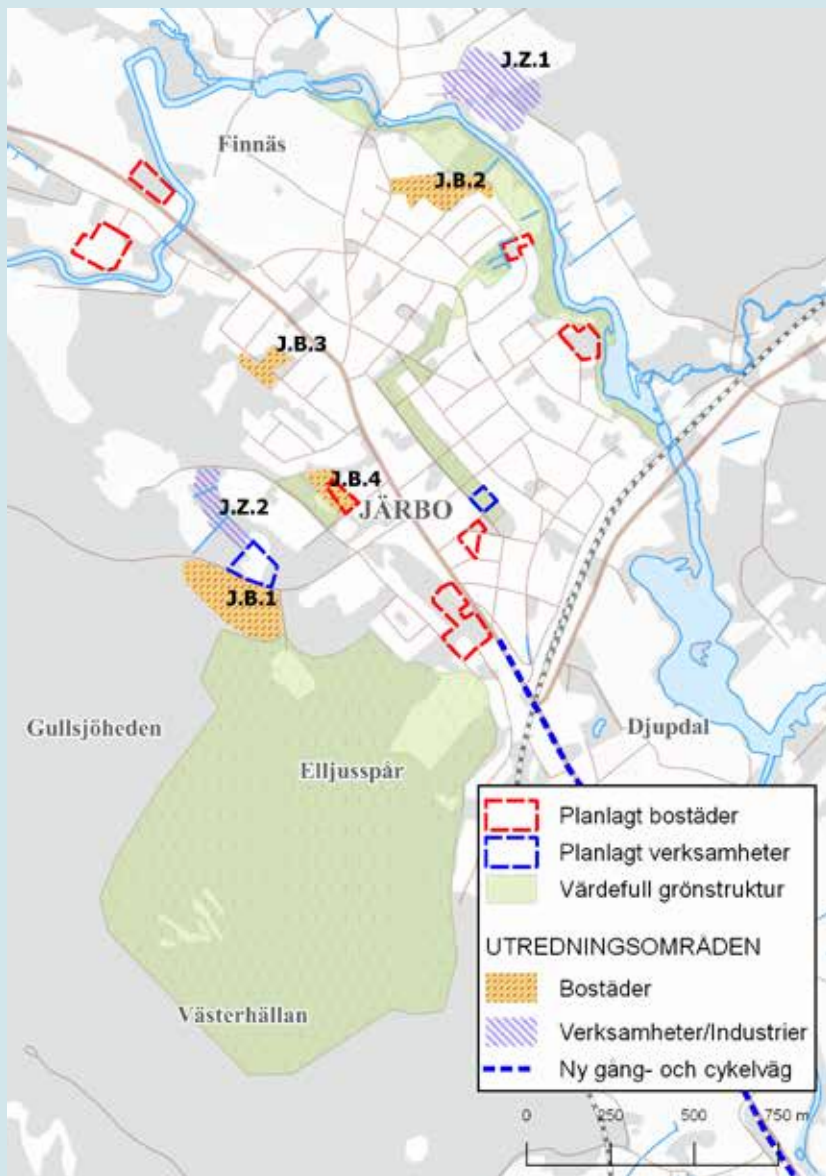 J.Z.1
Finnäs
J.B.2
J.B.3
J.B.4
J.Z.2
JÄRBO
J.B.1
Gullsjöheden
Djupdal
Elljusspår
Västerhällan
Planlagt bostäder
Planlagt verksamheter
Värdefull grönstruktur
UTREDNINGSOMRÅDEN
Bostäder
Verksamheter/Industrier
Ny gång- och cykelväg
0 250 500 750 m